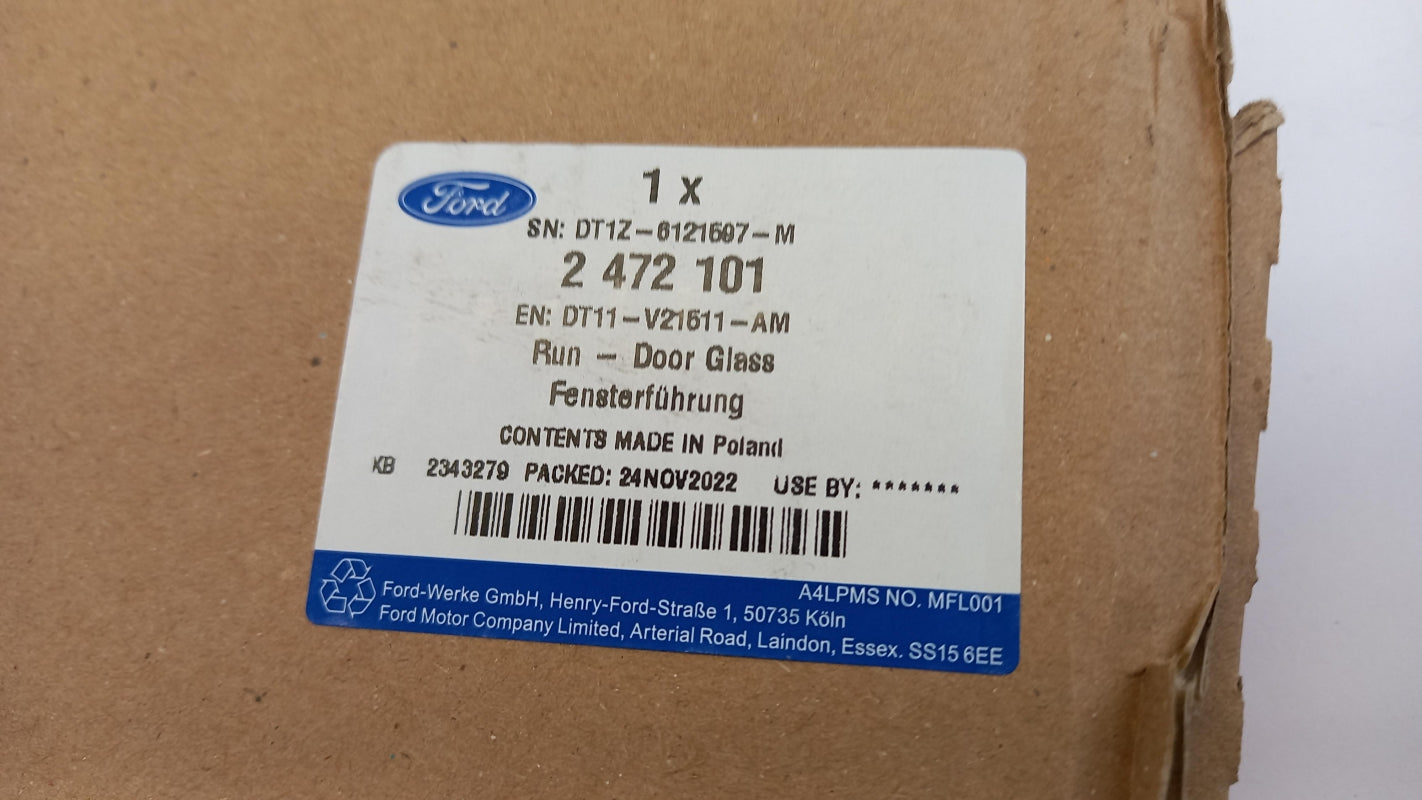 Ford
1 x
SN: DT1Z-6121597-M
2 472 101
EN: DT11-V21511-AM
Run - Door Glass
Fensterführung
CONTENTS MADE IN Poland
KB 2343279 PACKED: 24NOV2022 USE BY: *******
A4LPMS NO. MFL001
Ford-Werke GmbH, Henry-Ford-Straße 1, 50735 Köln
Ford Motor Company Limited, Arterial Road, Laindon, Essex. SS15 6EE